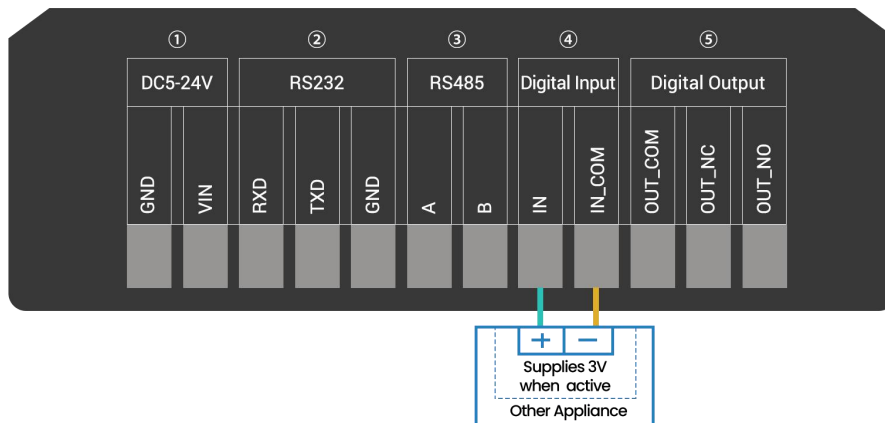 ① ② ③ ④ ⑤
DC5-24V RS232 RS485 Digital Input Digital Output
GND VIN RXD TXD GND A B IN IN_COM OUT_COM OUT_NC OUT_NO
+ −
Supplies 3V
when active
Other Appliance